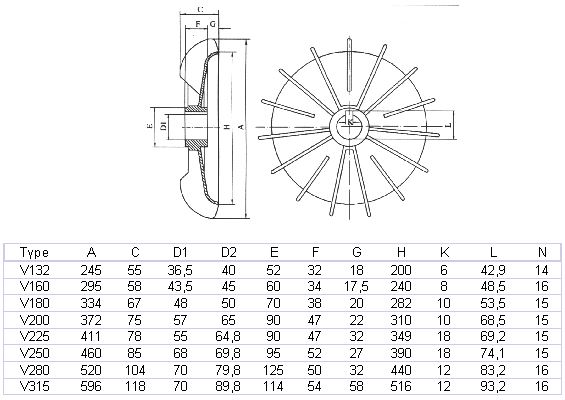 C
F G
E D1 H A
K
L
Type A C D1 D2 E F G H K L N
V132 245 55 36,5 40 52 32 18 200 6 42,9 14
V160 295 58 43,5 45 60 34 17,5 240 8 48,5 16
V180 334 67 48 50 70 38 20 282 10 53,5 15
V200 372 75 57 65 90 47 22 310 10 68,5 15
V225 411 78 55 64,8 90 47 32 349 18 69,2 15
V250 460 85 68 69,8 95 52 27 390 18 74,1 15
V280 520 104 70 79,8 125 50 32 440 12 83,2 16
V315 596 118 70 89,8 114 54 58 516 12 93,2 16